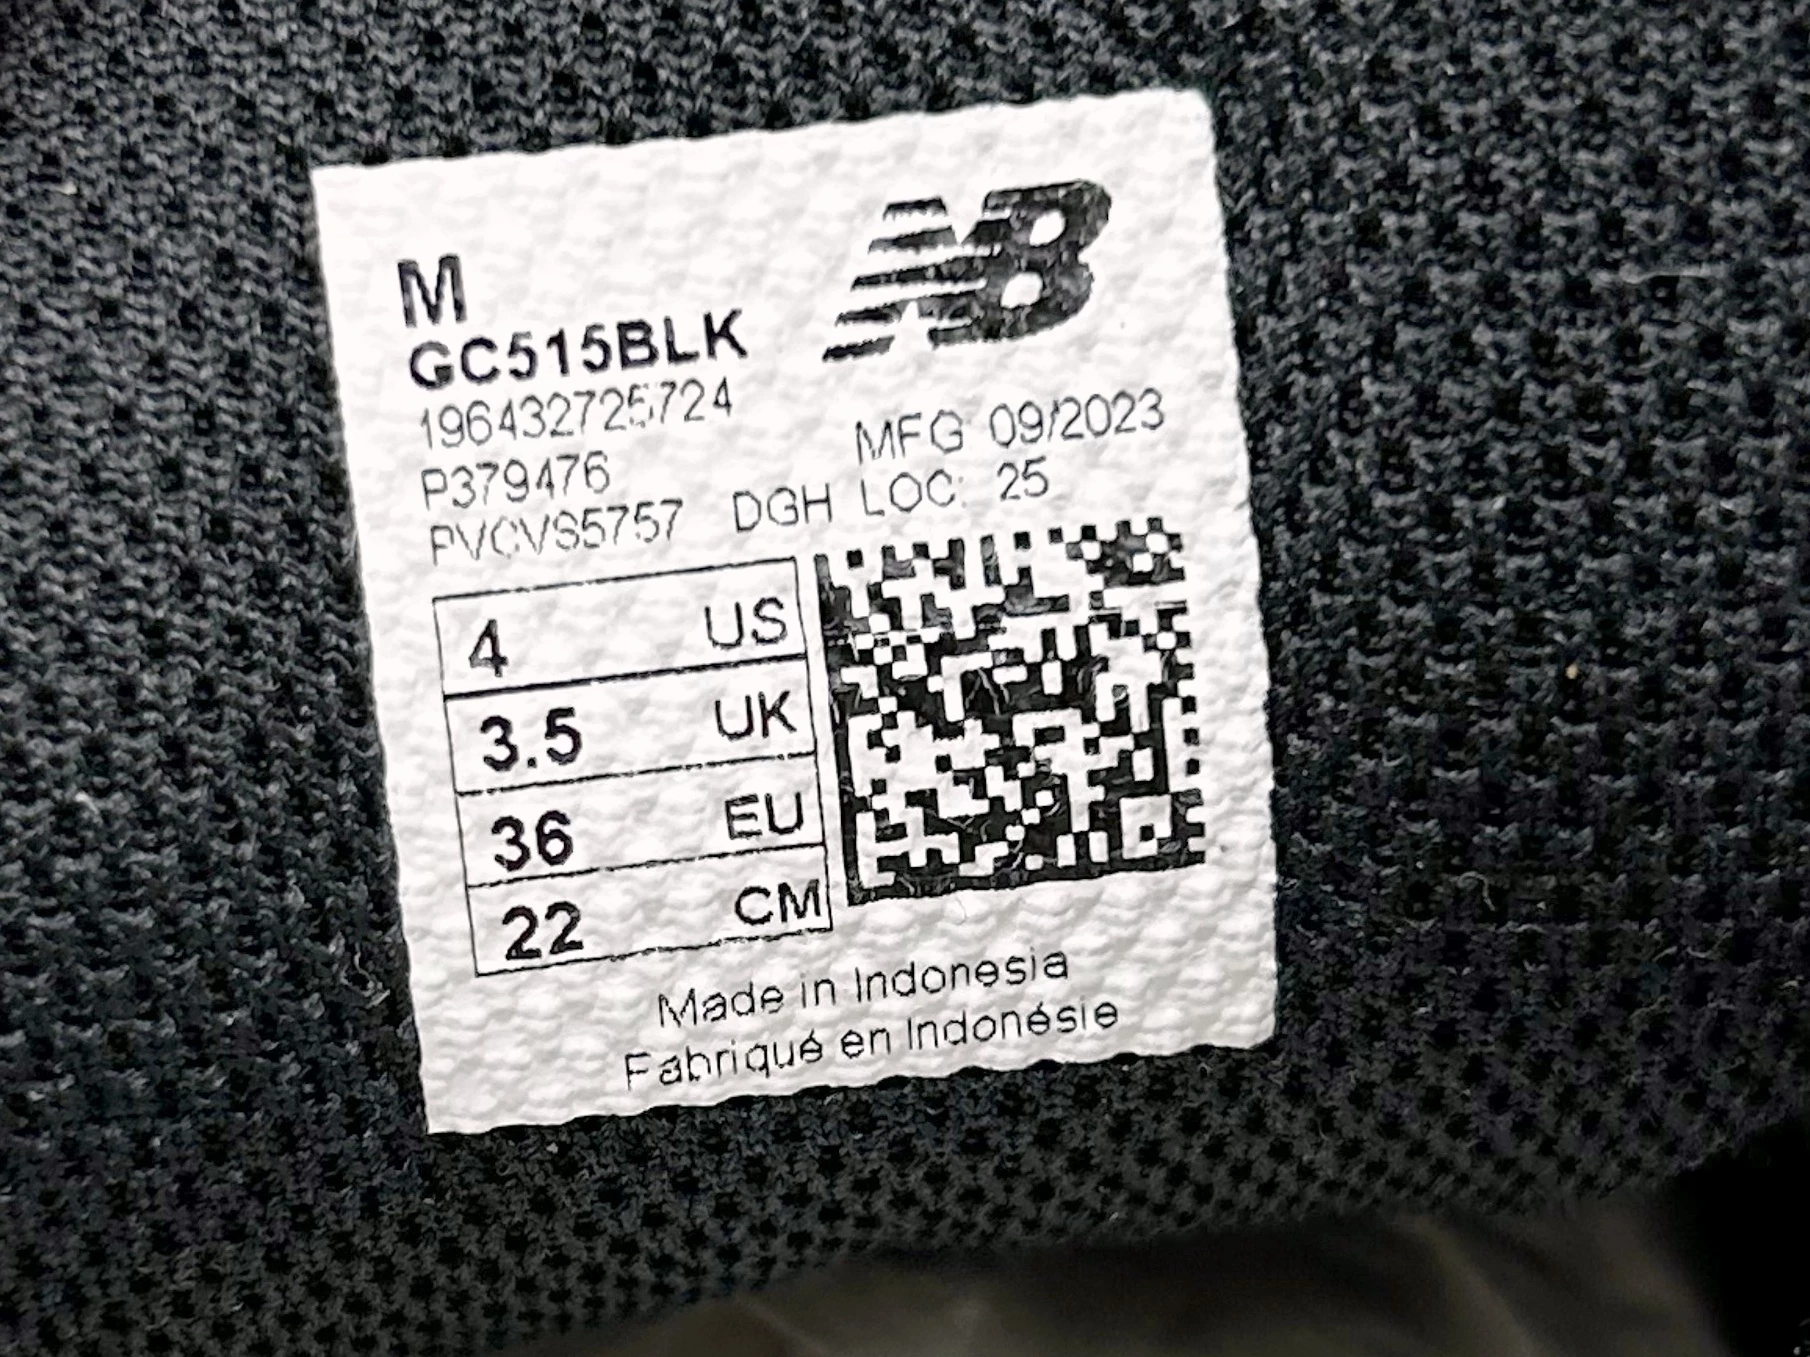 NB
M
GC515BLK
196432725724
P379476 MFG 09/2023
PVCVS5757 DGH LOC: 25
4 US
3.5 UK
36 EU
22 CM
Made in Indonesia
Fabriqué en Indonésie